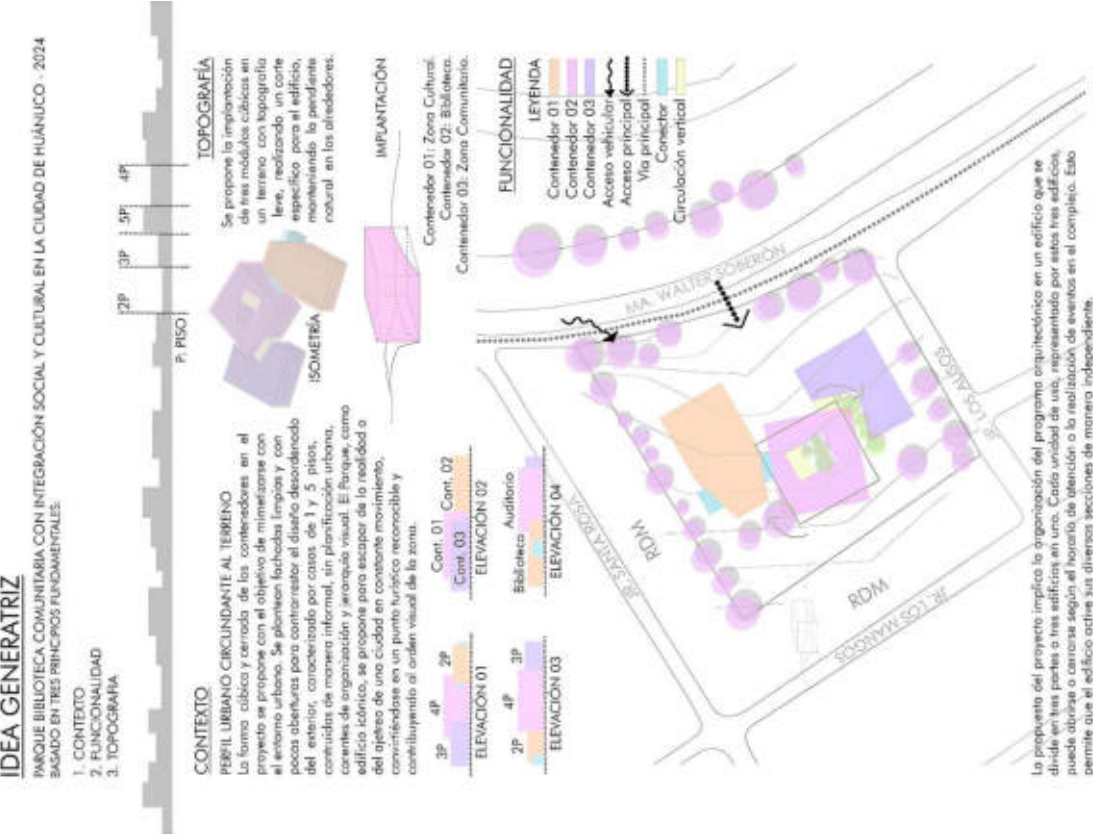 IDEA GENERATRIZ
PARQUE BIBLIOTECA COMUNITARIA CON INTEGRACIÓN SOCIAL Y CULTURAL EN LA CIUDAD DE HUÁNUCO - 2024
BASADO EN TRES PRINCIPIOS FUNDAMENTALES:
1. CONTEXTO
2. FUNCIONALIDAD
3. TOPOGRAFIA
P: PISO
2P
3P
5P
4P
CONTEXTO
PERFIL URBANO CIRCUNDANTE AL TERRENO
La forma cúbica y cerrada de los contenedores en el
proyecto se propone con el objetivo de mimetizarse con
el entorno urbano. Se plantean fachadas limpias y con
pocas aberturas para contrarrestar el diseño desordenado
del exterior, caracterizado por casas de 1 y 5 pisos,
contruidas de manera informal, sin planificación urbana,
carentes de organización y jerarquía visual. El Parque, como
edificio icónico, se propone para escapar de la realidad o
del ajetreo de una ciudad en constante movimiento,
convirtiéndose en un punto turístico reconocible y
contribuyendo al orden visual de la zona.
3P
4P
2P
ELEVACIÓN 01
Cont. 01
Cont. 03
Cont. 02
ELEVACIÓN 02
2P
4P
3P
ELEVACIÓN 03
Biblioteca
Auditorio
ELEVACIÓN 04
ISOMETRÍA
TOPOGRAFÍA
Se propone la implantación
de tres módulos cúbicos en
un terreno con topografía
leve, realizando un corte
específico para el edificio,
manteniendo la pendiente
natural en los alrededores.
IMPLANTACIÓN
Contenedor 01: Zona Cultural.
Contenedor 02: Biblioteca.
Contenedor 03: Zona Comunitaria.
FUNCIONALIDAD
LEYENDA
Contenedor 01
Contenedor 02
Contenedor 03
Acceso vehicular
Acceso principal
Vía principal
Conector
Circulación vertical
MA. WALTER SOBERÓN
JR. SANTA ROSA
RDM
RDM
JR. LOS MANGOS
JR. LOS ALISOS
La propuesta del proyecto implica la organización del programa arquitectónico en un edificio que se
divide en tres partes o tres edificios en uno. Cada unidad de uso, representado por estos tres edificios,
puede abrirse o cerrarse según el horario de atención o la realización de eventos en el complejo. Esto
permite que el edificio active sus diversas secciones de manera independiente.